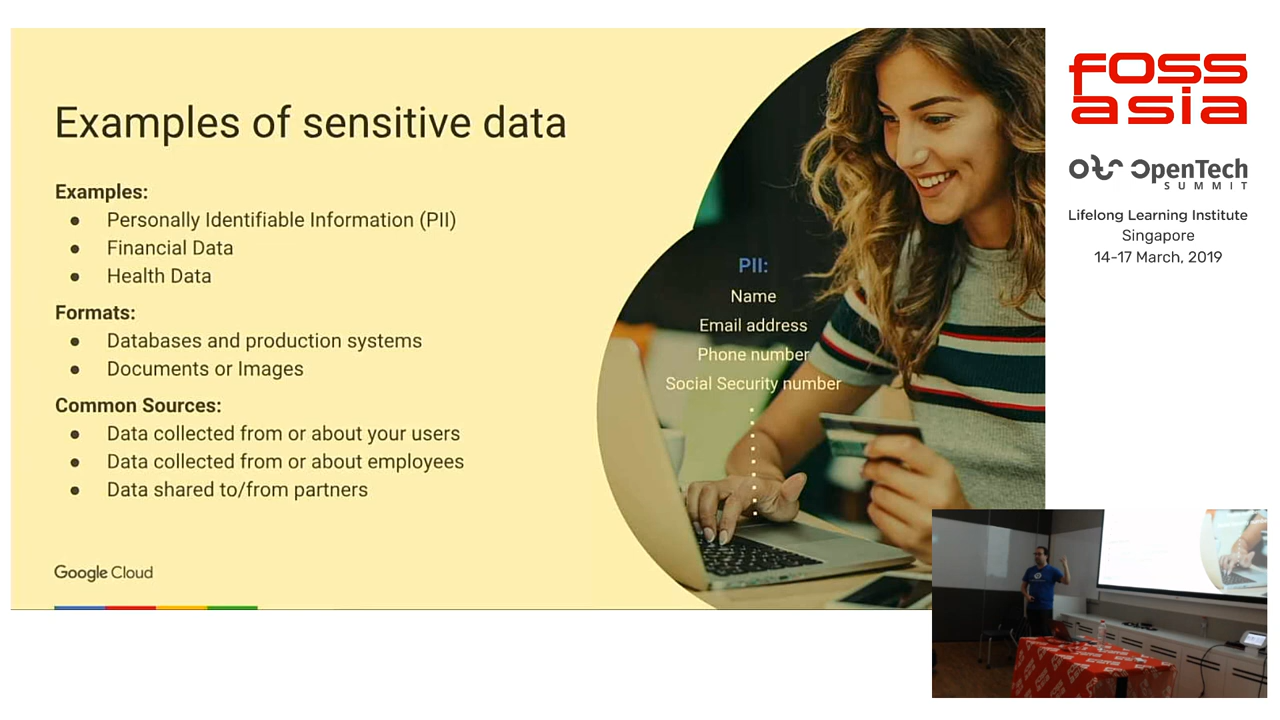 Examples of sensitive data
Examples:
● Personally Identifiable Information (PII)
● Financial Data
● Health Data
Formats:
● Databases and production systems
● Documents or Images
Common Sources:
● Data collected from or about your users
● Data collected from or about employees
● Data shared to/from partners
Google Cloud
PII:
Name
Email address
Phone number
Social Security number
fOSS
asia
OpenTech
SUMMIT
Lifelong Learning Institute
Singapore
14-17 March, 2019
FOSS
ASIA